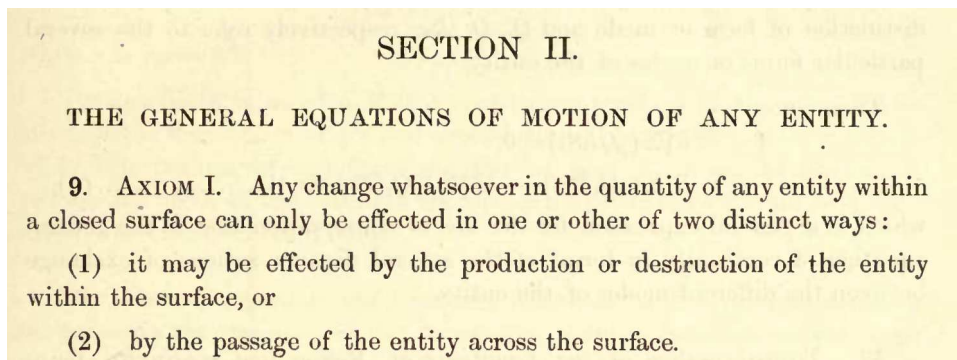 SECTION II.
THE GENERAL EQUATIONS OF MOTION OF ANY ENTITY.
9. AXIOM I. Any change whatsoever in the quantity of any entity within
a closed surface can only be effected in one or other of two distinct ways:
(1) it may be effected by the production or destruction of the entity
within the surface, or
(2) by the passage of the entity across the surface.